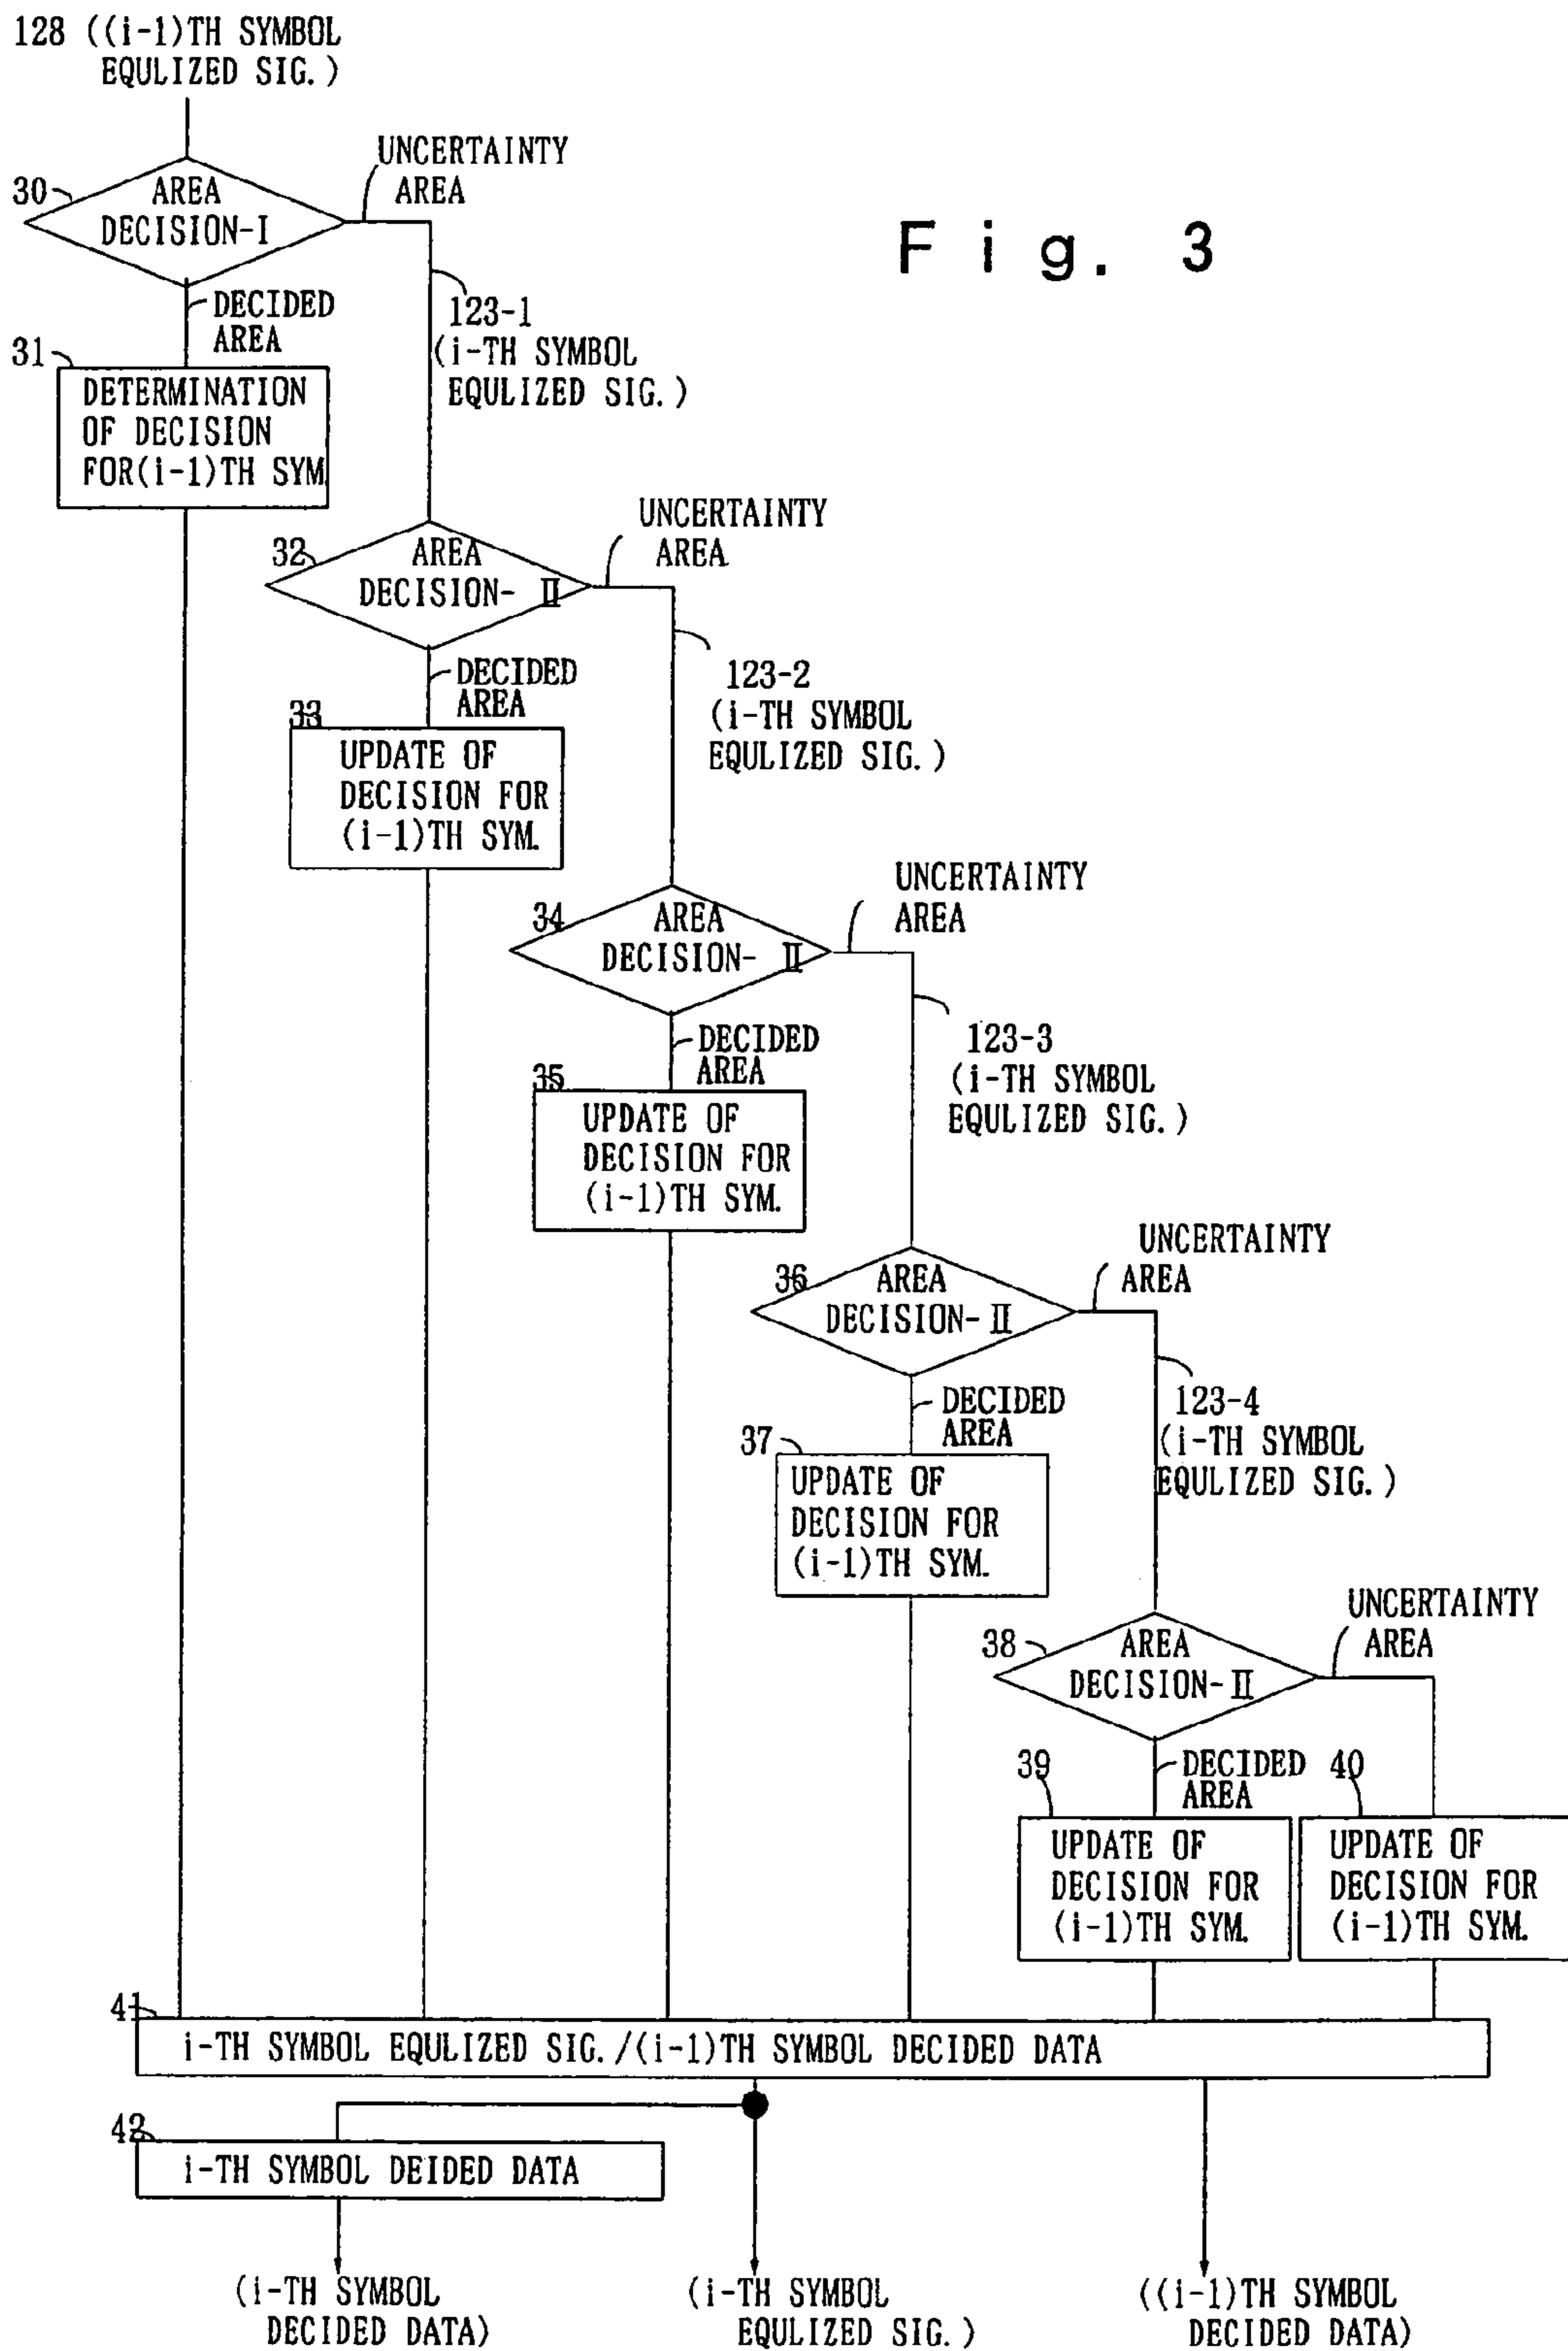 128 ((i-1)TH SYMBOL
EQULIZED SIG.)
UNCERTAINTY
AREA
30
AREA
DECISION-I
Fig. 3
DECIDED
AREA
123-1
(i-TH SYMBOL
EQULIZED SIG.)
31
DETERMINATION
OF DECISION
FOR(i-1)TH SYM
UNCERTAINTY
AREA
32
AREA
DECISION- II
DECIDED
AREA
123-2
(i-TH SYMBOL
EQULIZED SIG.)
33
UPDATE OF
DECISION FOR
(i-1)TH SYM.
UNCERTAINTY
AREA
34
AREA
DECISION- II
DECIDED
AREA
123-3
(i-TH SYMBOL
EQULIZED SIG.)
35
UPDATE OF
DECISION FOR
(i-1)TH SYM.
UNCERTAINTY
AREA
36
AREA
DECISION- II
DECIDED
AREA
123-4
(i-TH SYMBOL
EQULIZED SIG.)
37
UPDATE OF
DECISION FOR
(i-1)TH SYM.
UNCERTAINTY
AREA
38
AREA
DECISION- II
DECIDED
AREA
39
UPDATE OF
DECISION FOR
(i-1)TH SYM.
40
UPDATE OF
DECISION FOR
(i-1)TH SYM.
41
i-TH SYMBOL EQULIZED SIG./(i-1)TH SYMBOL DECIDED DATA
42
i-TH SYMBOL DEIDED DATA
(i-TH SYMBOL
DECIDED DATA)
(i-TH SYMBOL
EQULIZED SIG.)
((i-1)TH SYMBOL
DECIDED DATA)